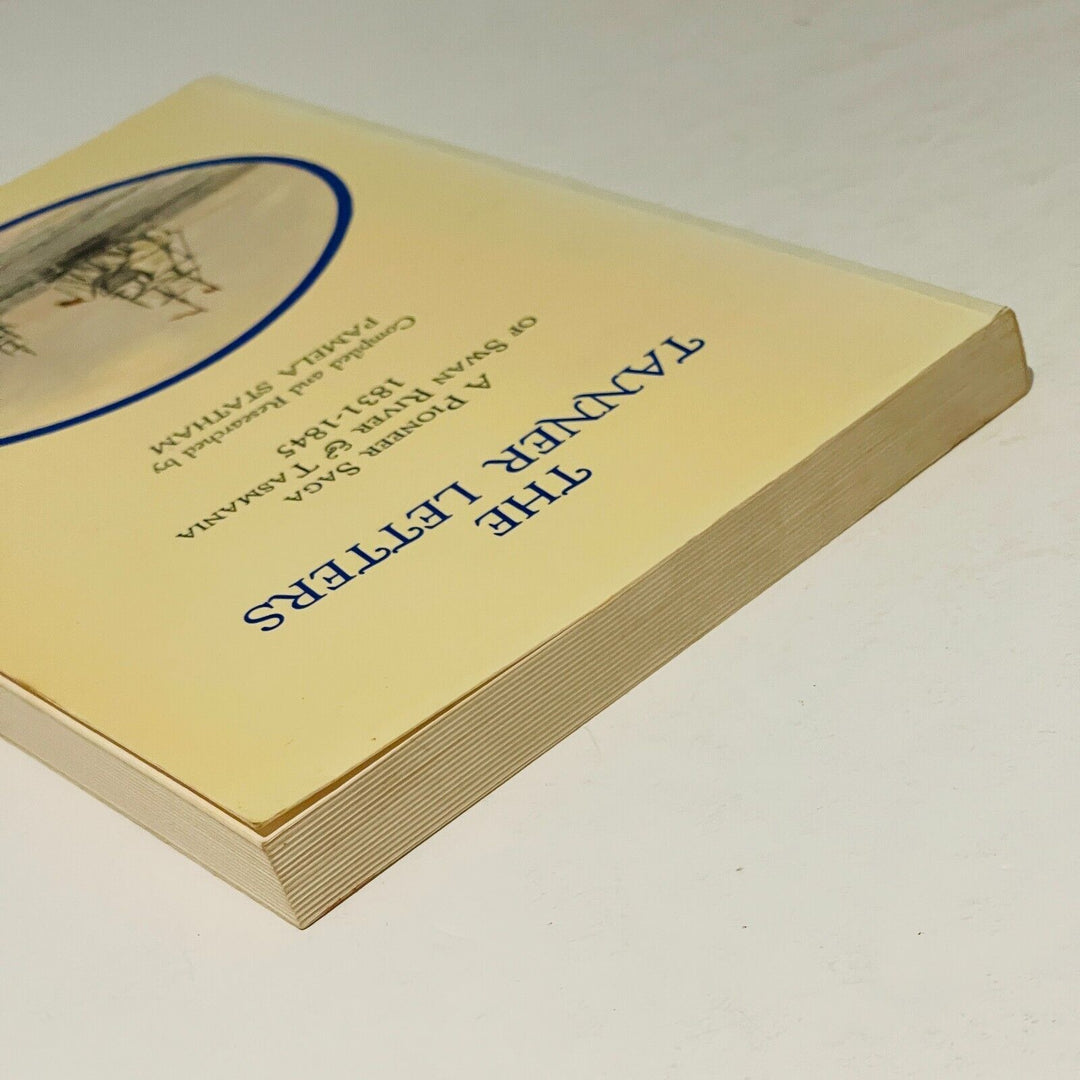 THE
TANNER LETTERS
A PIONEER SAGA
OF SWAN RIVER & TASMANIA
1831-1845
Compiled and Researched by
PAMELA STATHAM